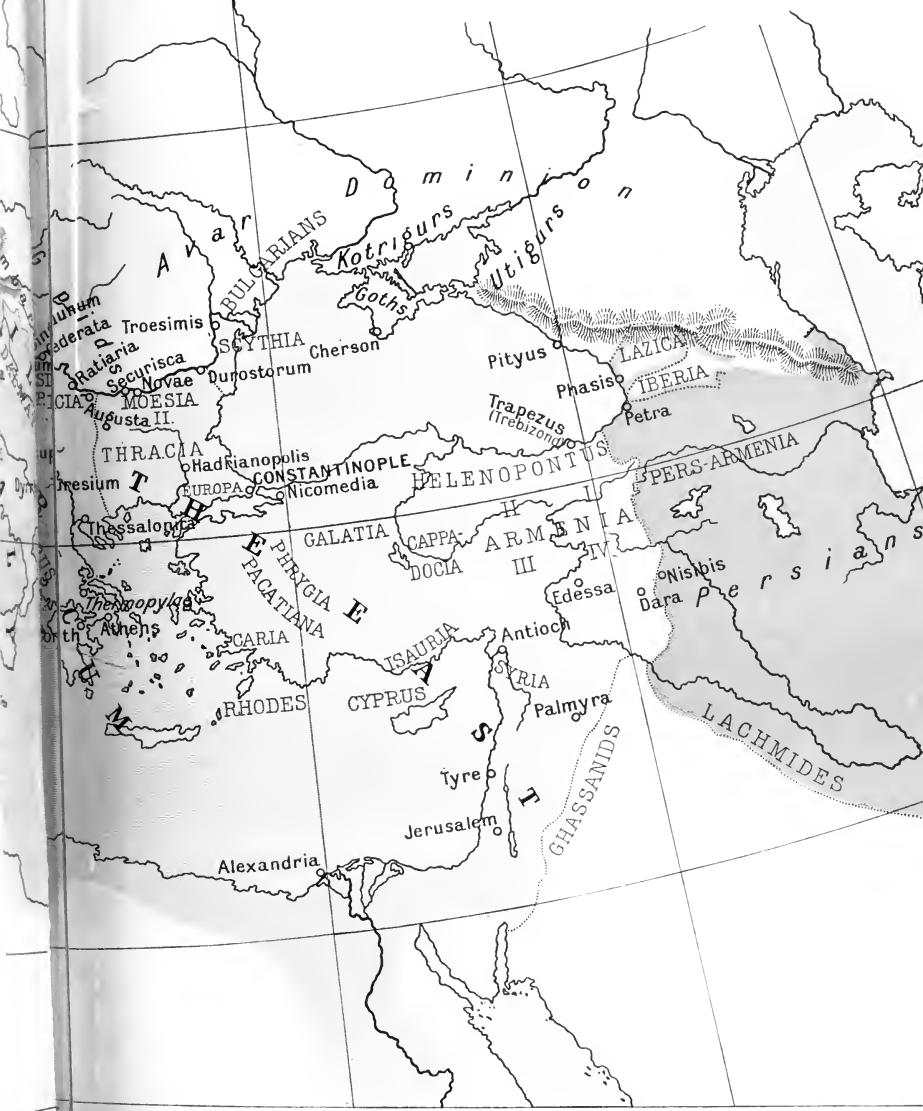 Avar Dominion
BULGARIANS
Kotrigurs
Utigurs
Goths
Troesimis
SCYTHIA
Cherson
Pityus
LAZICA
Ratiaria
Securisca
Novae
Durostorum
Phasis
IBERIA
MOESIA
II.
Augusta
Trapezus
(Trebizond)
Petra
THRACIA
Hadrianopolis
CONSTANTINOPLE
HELENOPONTUS
PERS-ARMENIA
EUROPA
Nicomedia
Thessalonica
GALATIA
CAPPA-
DOCIA
ARMENIA
I
II
III
IV
PHRYGIA
PACATIANA
Edessa
Nisibis
Dara
Persians
Thermopylae
Athens
CARIA
ISAURIA
Antioch
SYRIA
RHODES
CYPRUS
Palmyra
LACHMIDES
THE EAST
Tyre
GHASSANIDS
Jerusalem
Alexandria